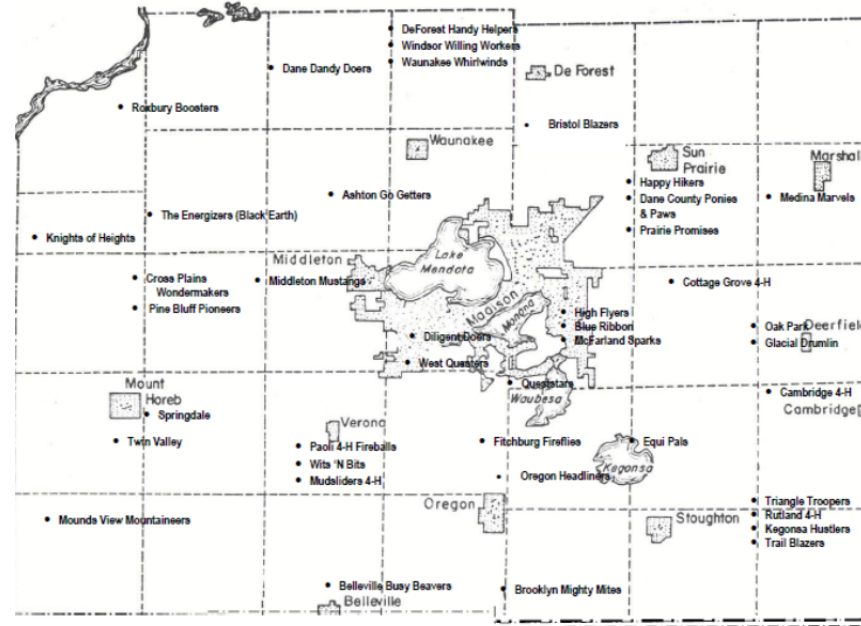 DeForest Handy Helpers
Windsor Willing Workers
Waunakee Whirlwinds
Dane Dandy Doers
De Forest
Roxbury Boosters
Bristol Blazers
Waunakee
Sun
Prairie
Marshal
Happy Hikers
Dane County Ponies
& Paws
Prairie Promises
Medina Marvels
Ashton Go Getters
The Energizers (Black Earth)
Knights of Heights
Middleton
Lake
Mendota
Cross Plains
Wondermakers
Middleton Mustangs
Cottage Grove 4-H
Pine Bluff Pioneers
Madison
Monona
High Flyers
Blue Ribbon
McFarland Sparks
Oak Park
Deerfield
Glacial Drumlin
Diligent Doers
West Questers
Mount
Horeb
Queststars
Waubesa
Cambridge 4-H
Cambridge
Springdale
Verona
Twin Valley
Paoli 4-H Fireballs
Fitchburg Fireflies
Equi Pals
Wits 'N Bits
Kegonsa
Mudsliders 4-H
Oregon Headliners
Oregon
Triangle Troopers
Mounds View Mountaineers
Stoughton
Rutland 4-H
Kegonsa Hustlers
Trail Blazers
Belleville Busy Beavers
Brooklyn Mighty Mites
Belleville